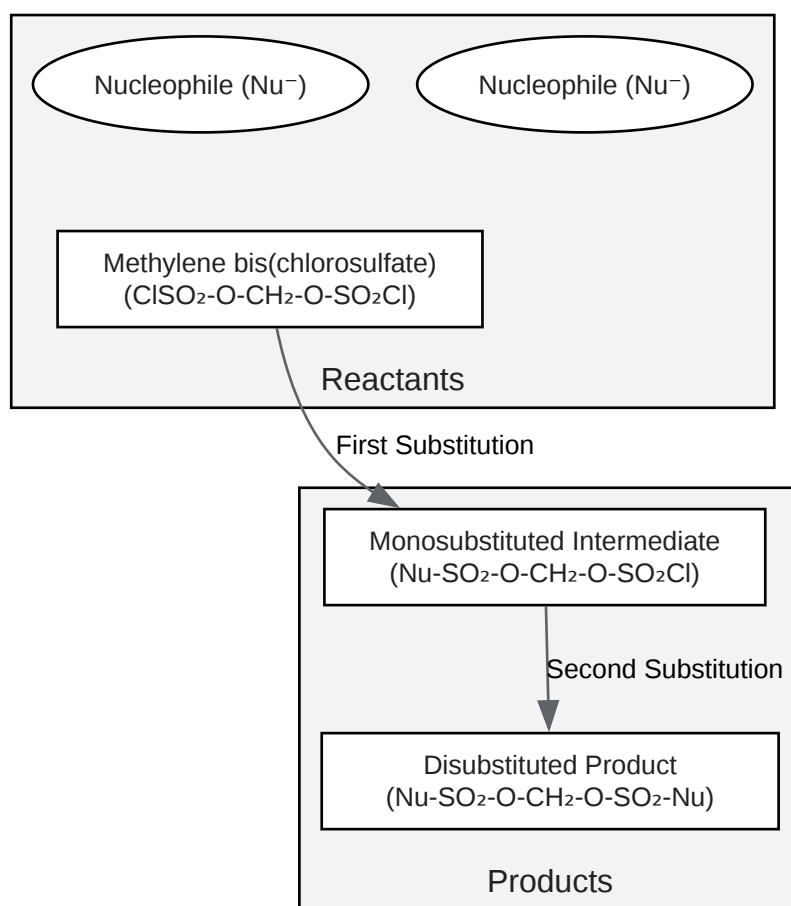 Nucleophile (Nu⁻)
Nucleophile (Nu⁻)
Methylene bis(chlorosulfate)
(ClSO₂-O-CH₂-O-SO₂Cl)
Reactants
First Substitution
Monosubstituted Intermediate
(Nu-SO₂-O-CH₂-O-SO₂Cl)
Second Substitution
Disubstituted Product
(Nu-SO₂-O-CH₂-O-SO₂-Nu)
Products